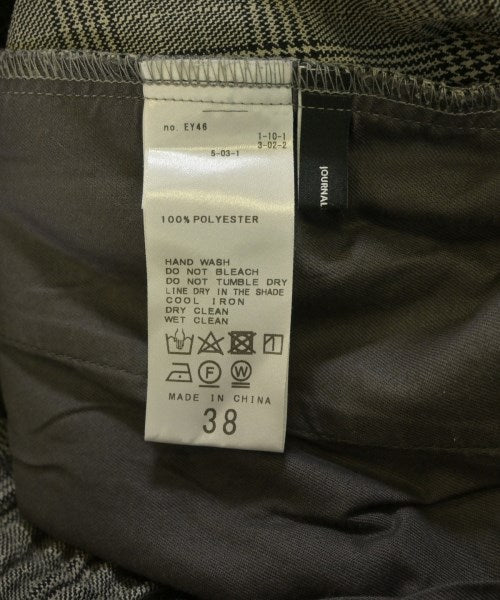 no. EY46
1-10-1
3-02-2
5-03-1
JOURNAL
100% POLYESTER
HAND WASH
DO NOT BLEACH
DO NOT TUMBLE DRY
LINE DRY IN THE SHADE
COOL IRON
DRY CLEAN
WET CLEAN
F W
MADE IN CHINA
38